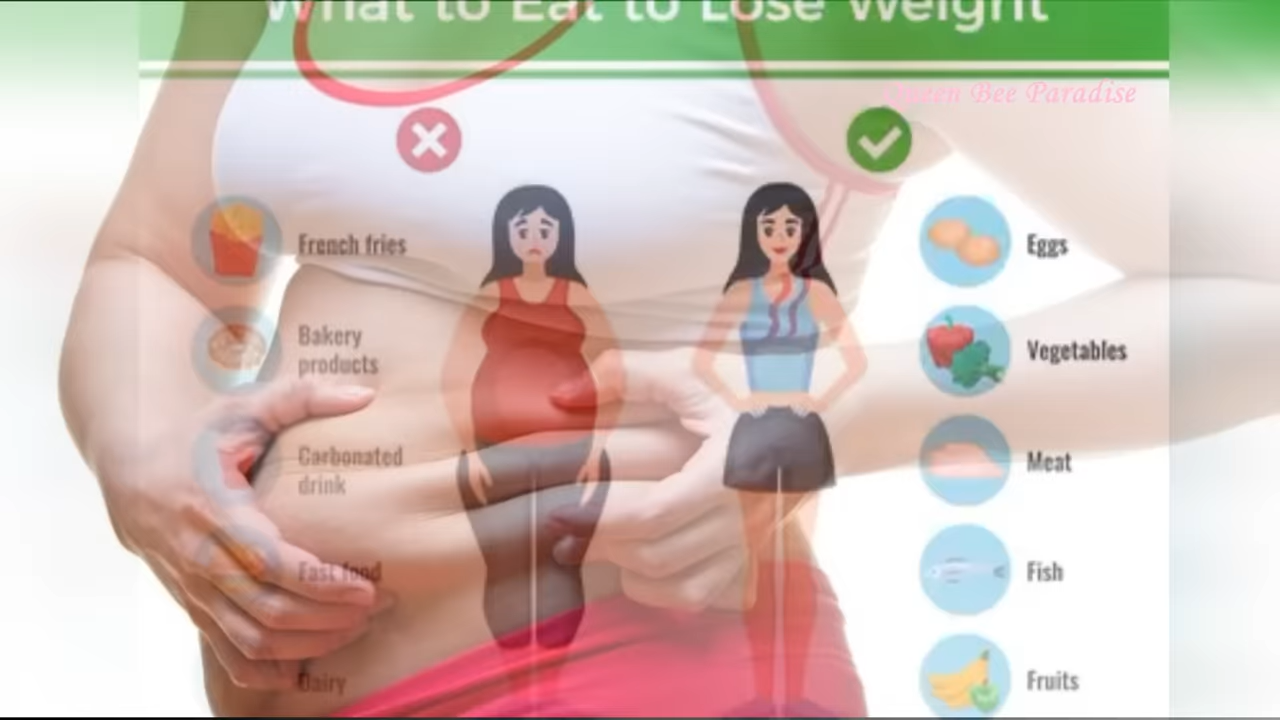 What to Eat to Lose Weight
Queen Bee Paradise
French fries
Bakery
products
Carbonated
drink
Fast food
Dairy
Eggs
Vegetables
Meat
Fish
Fruits